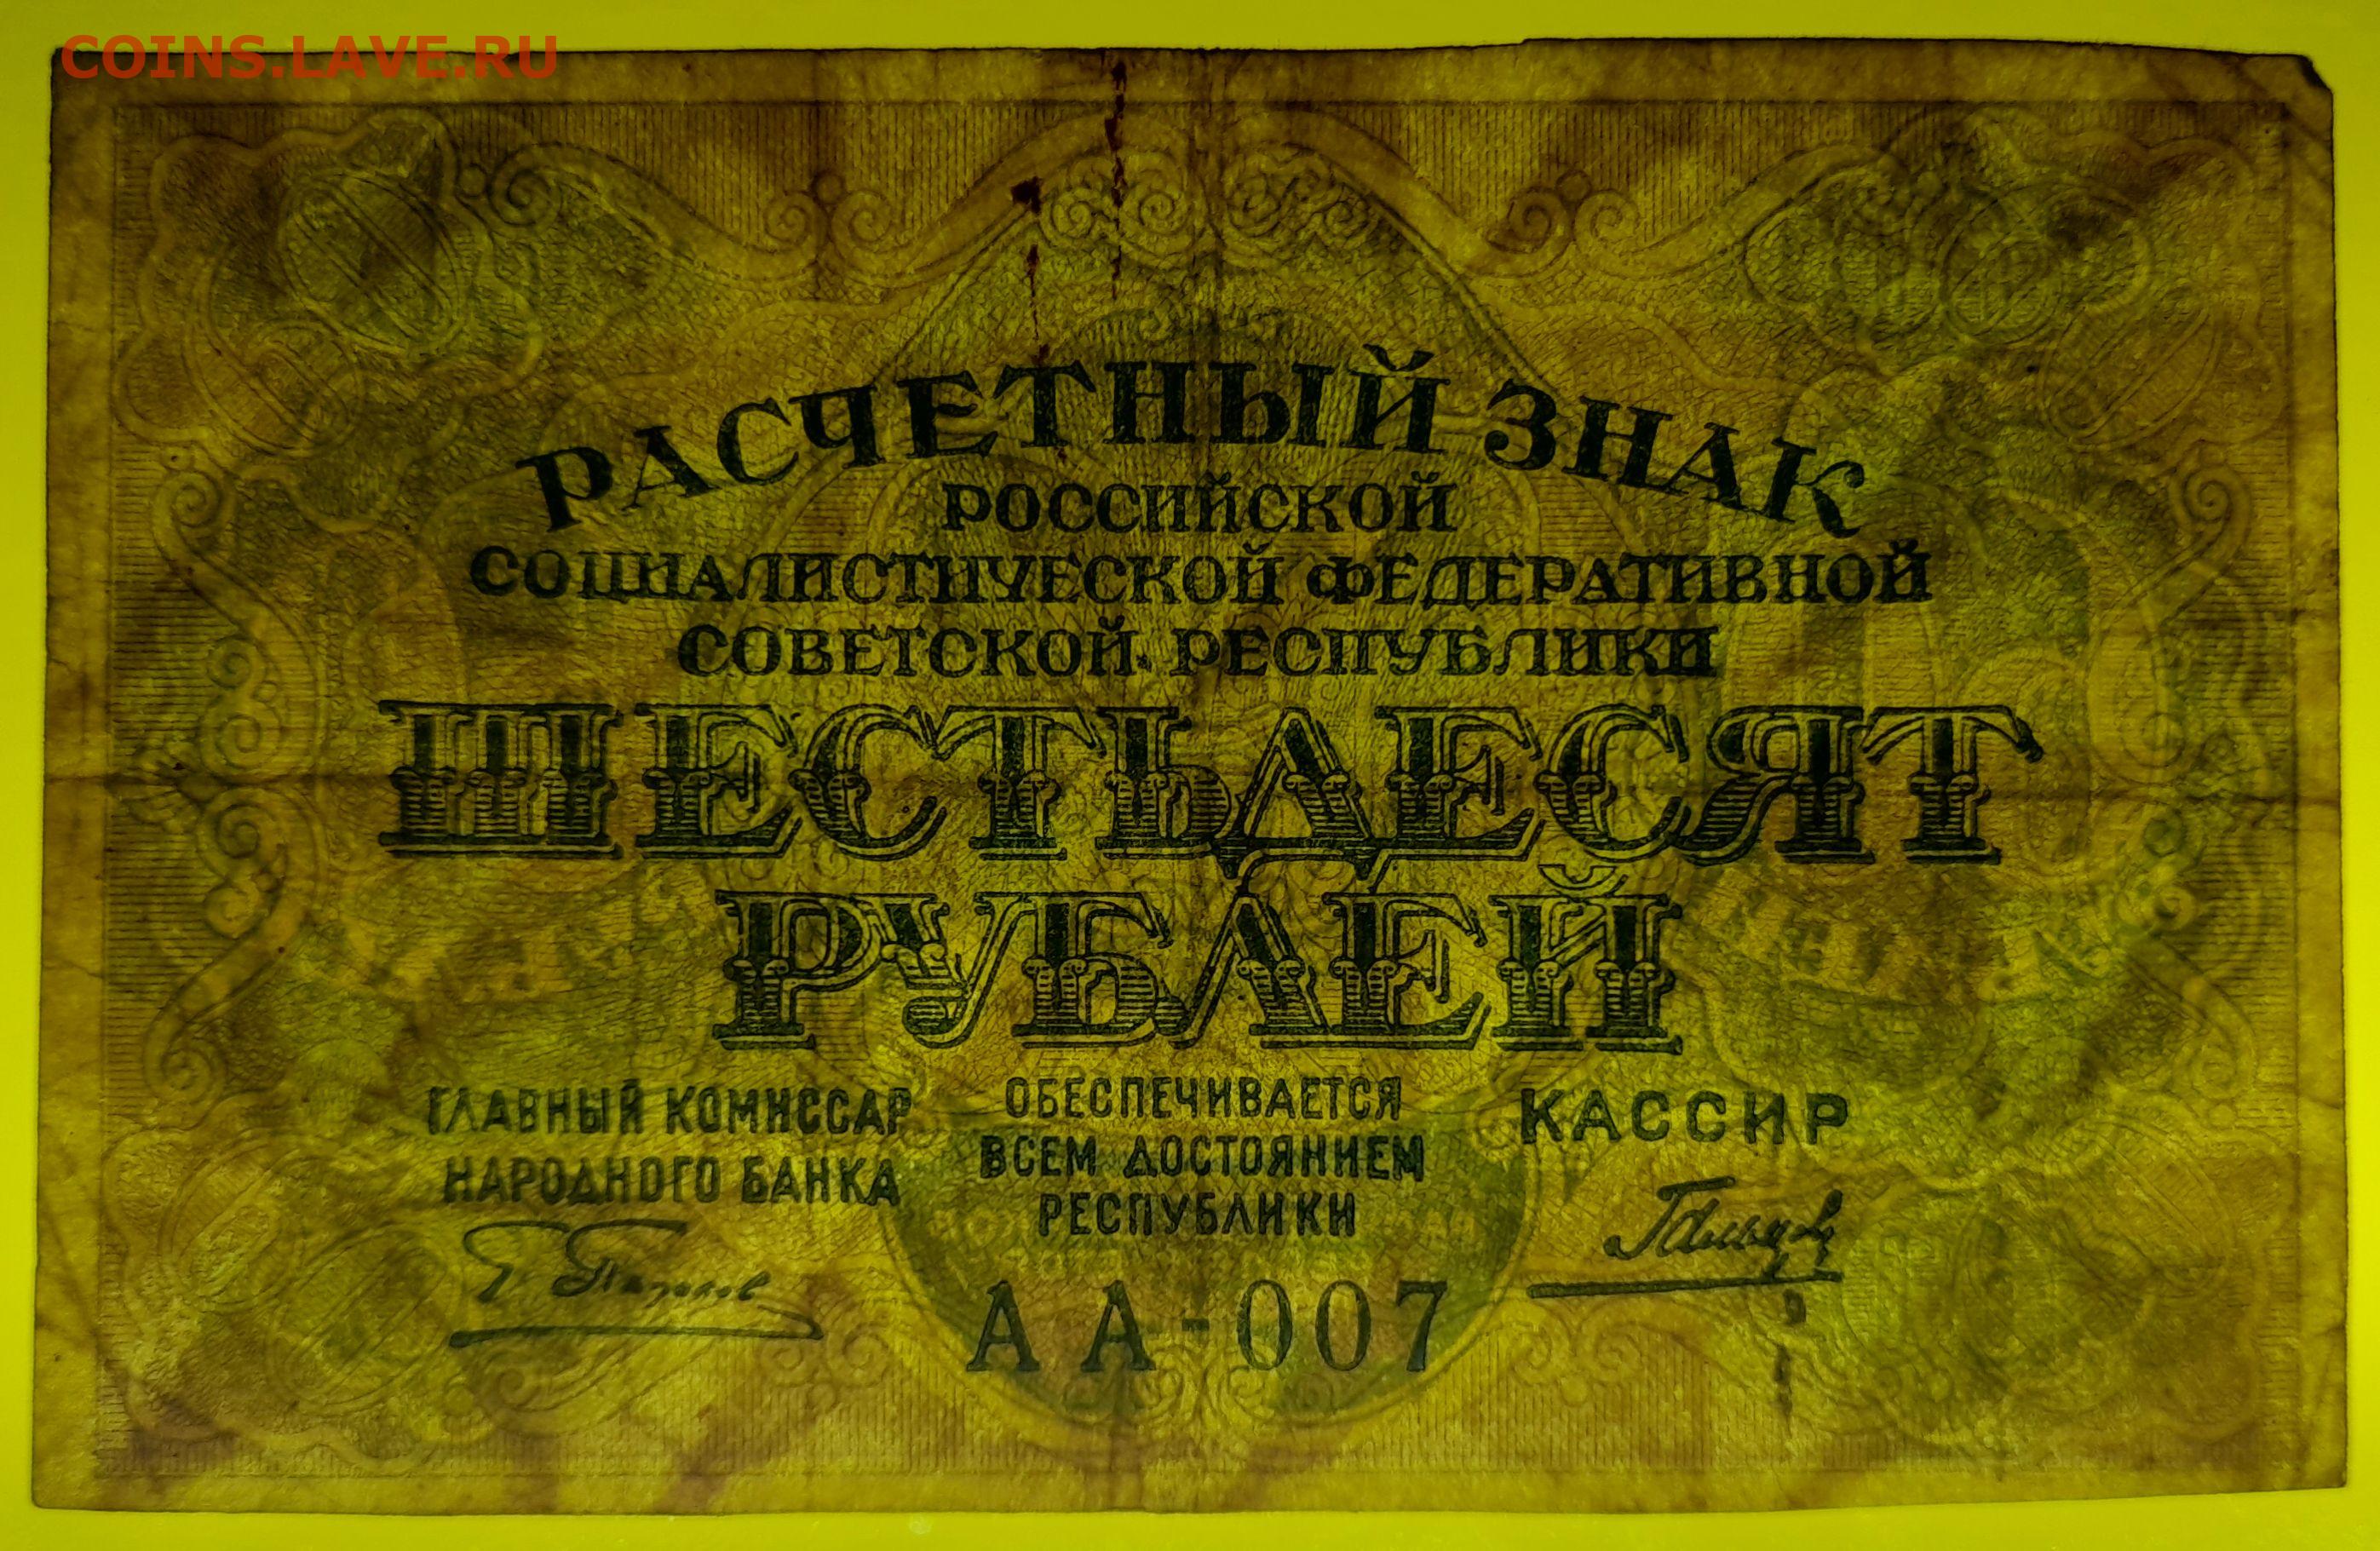 COINS.LAVE.RU
РАСЧЕТНЫЙ ЗНАК
РОССИЙСКОЙ
СОЦИАЛИСТИЧЕСКОЙ ФЕДЕРАТИВНОЙ
СОВЕТСКОЙ РЕСПУБЛИКИ
ШЕСТЬДЕСЯТ
РУБЛЕЙ
ГЛАВНЫЙ КОМИССАР
НАРОДНОГО БАНКА
ОБЕСПЕЧИВАЕТСЯ
ВСЕМ ДОСТОЯНИЕМ
РЕСПУБЛИКИ
КАССИР
АА-007